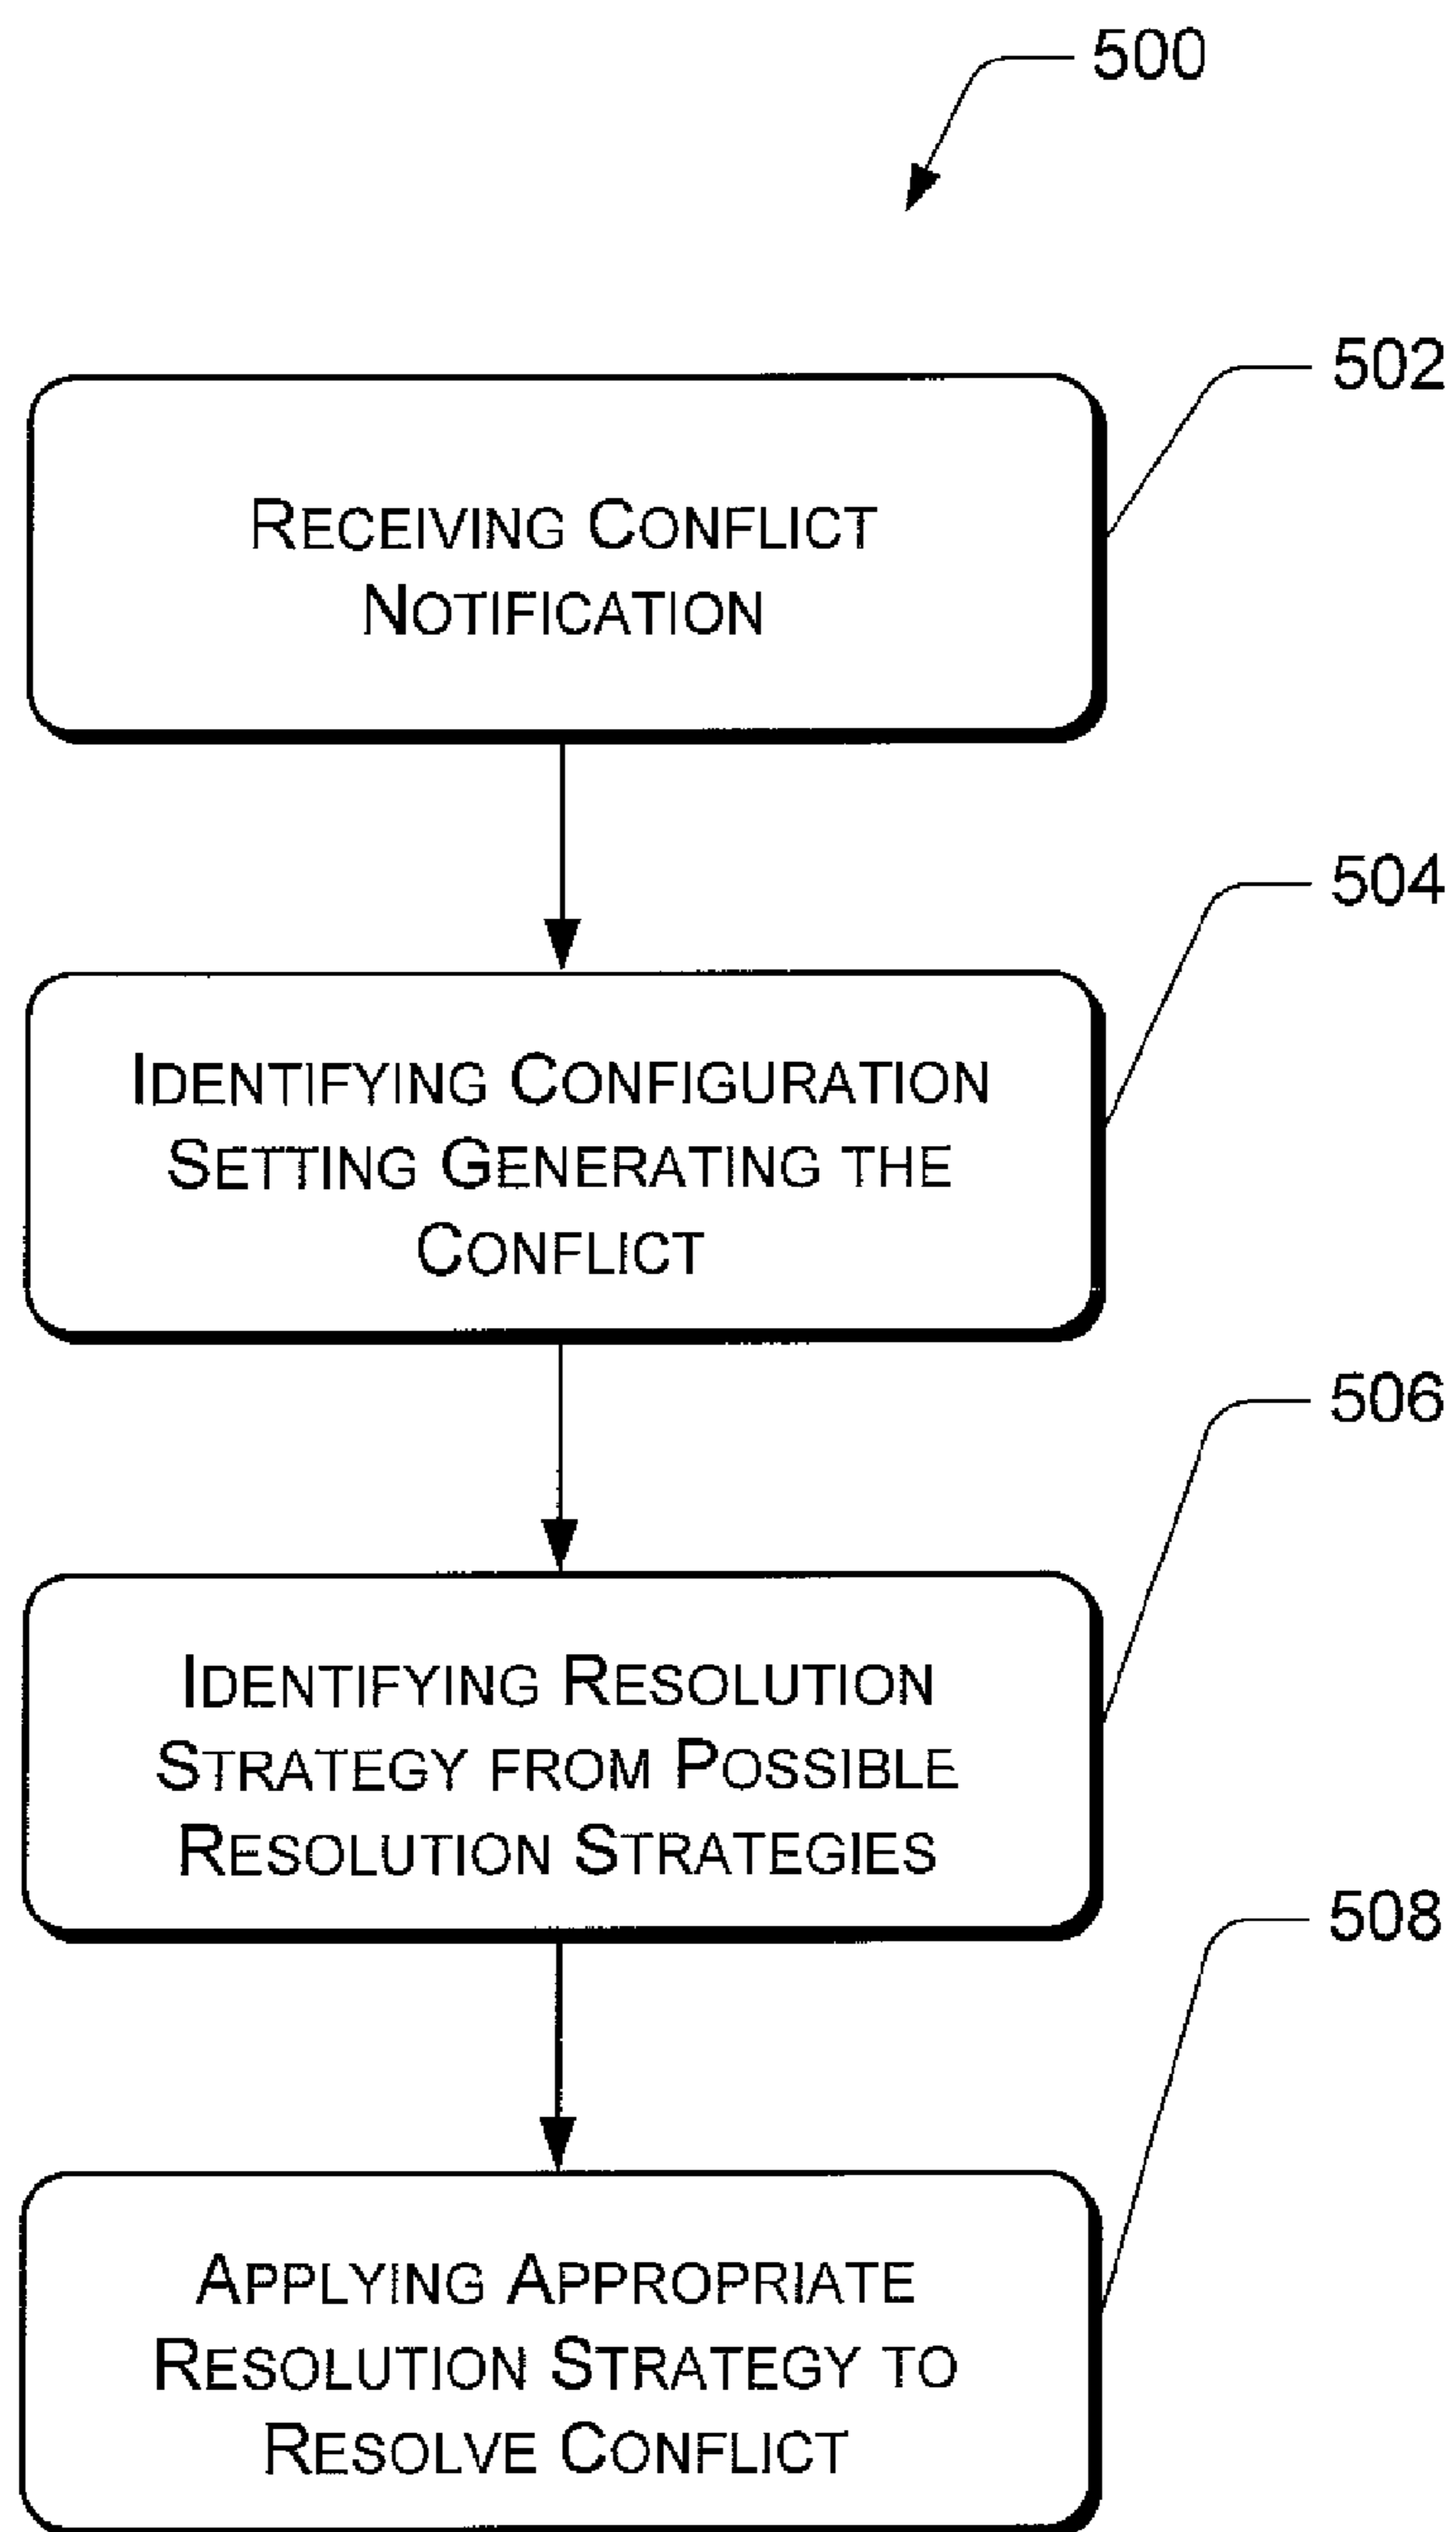 500
502
RECEIVING CONFLICT
NOTIFICATION
504
IDENTIFYING CONFIGURATION
SETTING GENERATING THE
CONFLICT
506
IDENTIFYING RESOLUTION
STRATEGY FROM POSSIBLE
RESOLUTION STRATEGIES
508
APPLYING APPROPRIATE
RESOLUTION STRATEGY TO
RESOLVE CONFLICT